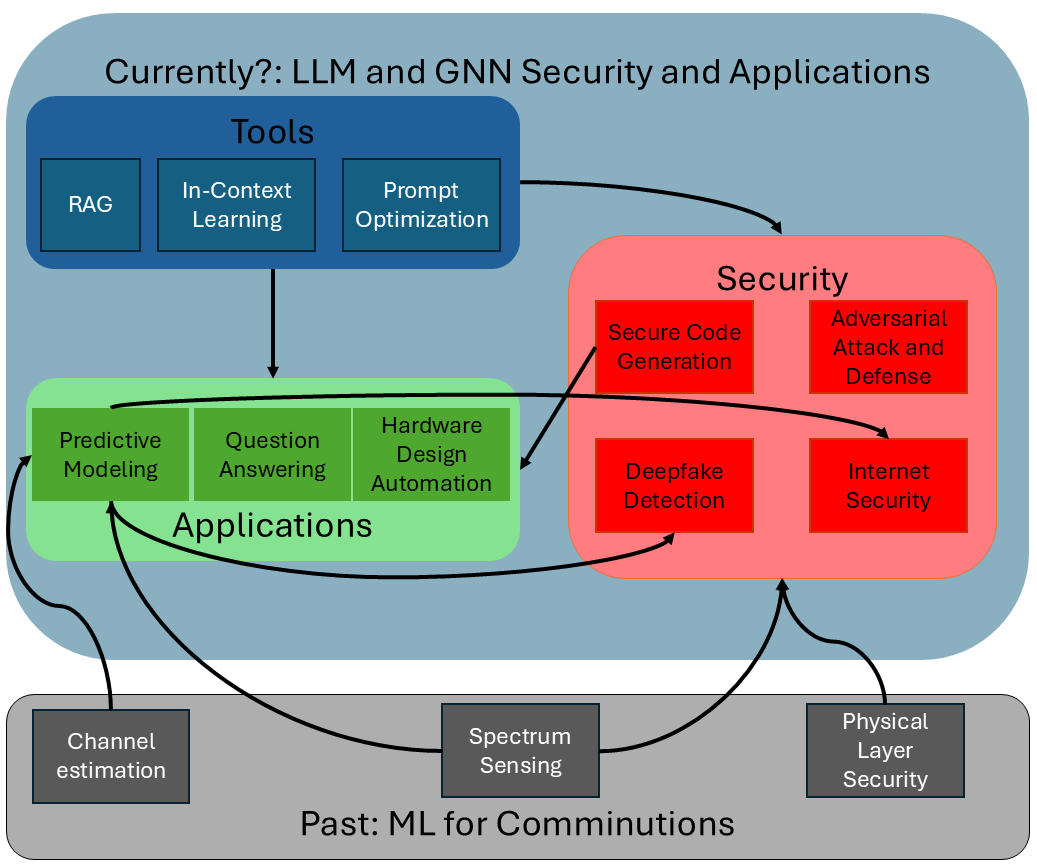 Currently?: LLM and GNN Security and Applications
Tools
RAG
In-Context
Learning
Prompt
Optimization
Security
Secure Code
Generation
Adversarial
Attack and
Defense
Deepfake
Detection
Internet
Security
Predictive
Modeling
Question
Answering
Hardware
Design
Automation
Applications
Channel
estimation
Spectrum
Sensing
Physical
Layer
Security
Past: ML for Comminutions